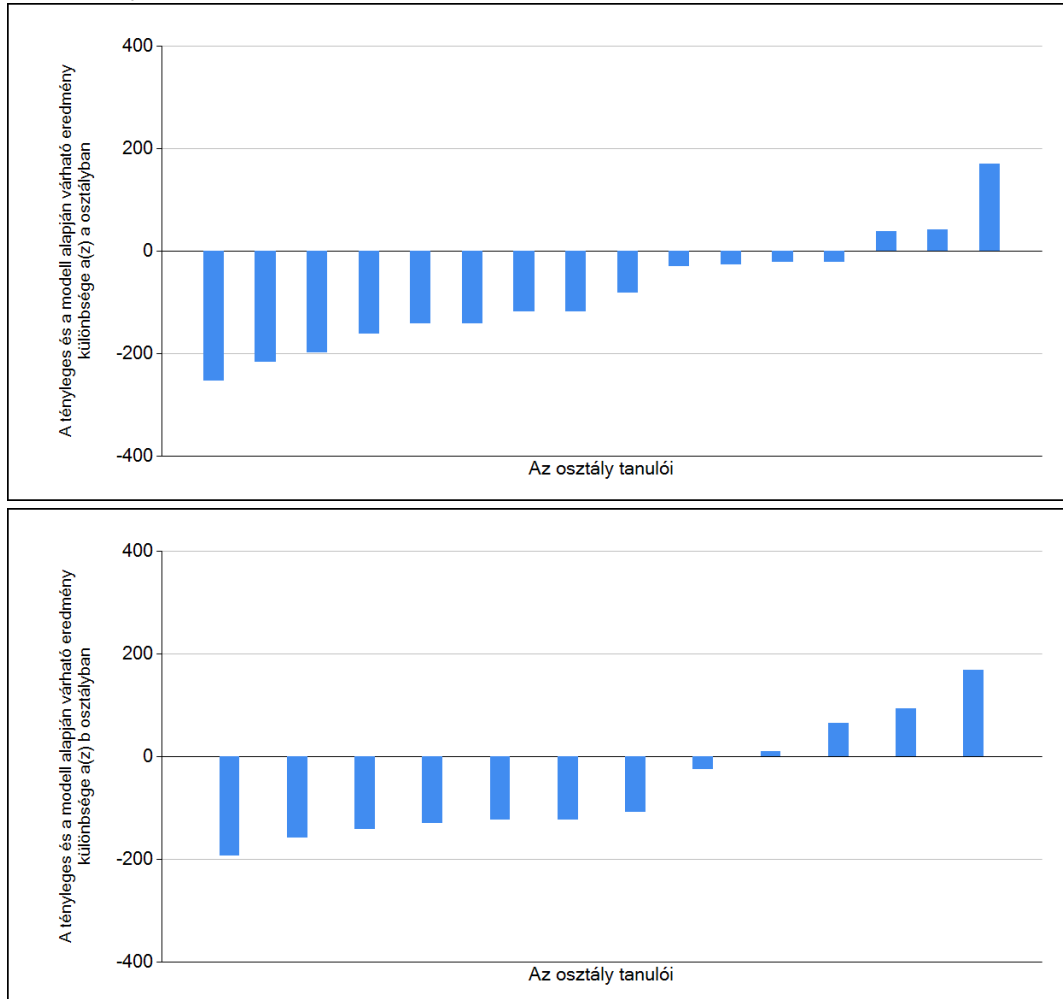 400
200
0
-200
-400
A tényleges és a modell alapján várható eredmény
különbsége a(z) a osztályban
Az osztály tanulói
400
200
0
-200
-400
A tényleges és a modell alapján várható eredmény
különbsége a(z) b osztályban
Az osztály tanulói